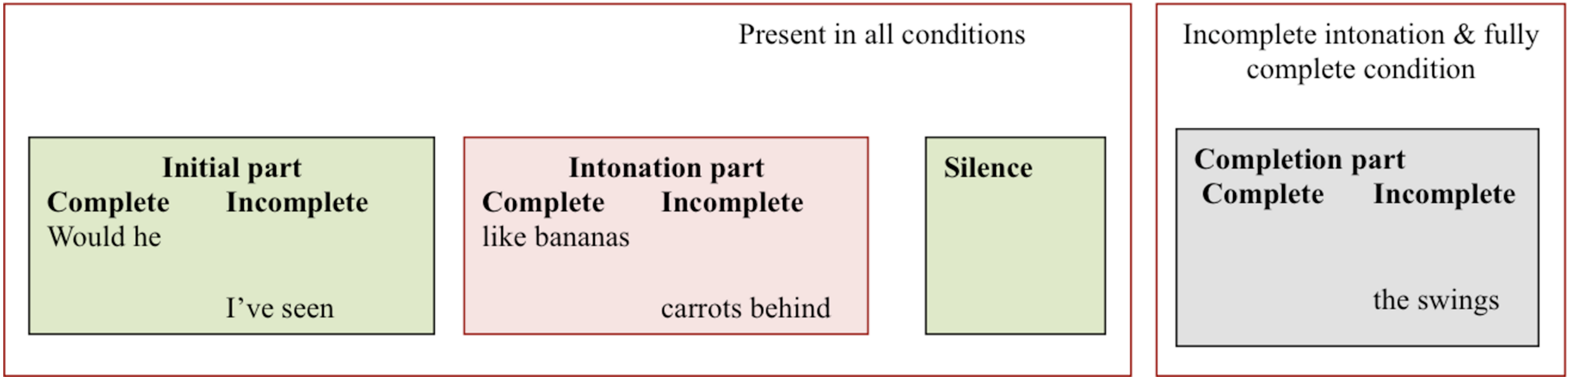 Present in all conditions
Initial part
Complete Incomplete
Would he
I've seen
Intonation part
Complete Incomplete
like bananas
carrots behind
Silence
Incomplete intonation & fully
complete condition
Completion part
Complete Incomplete
the swings